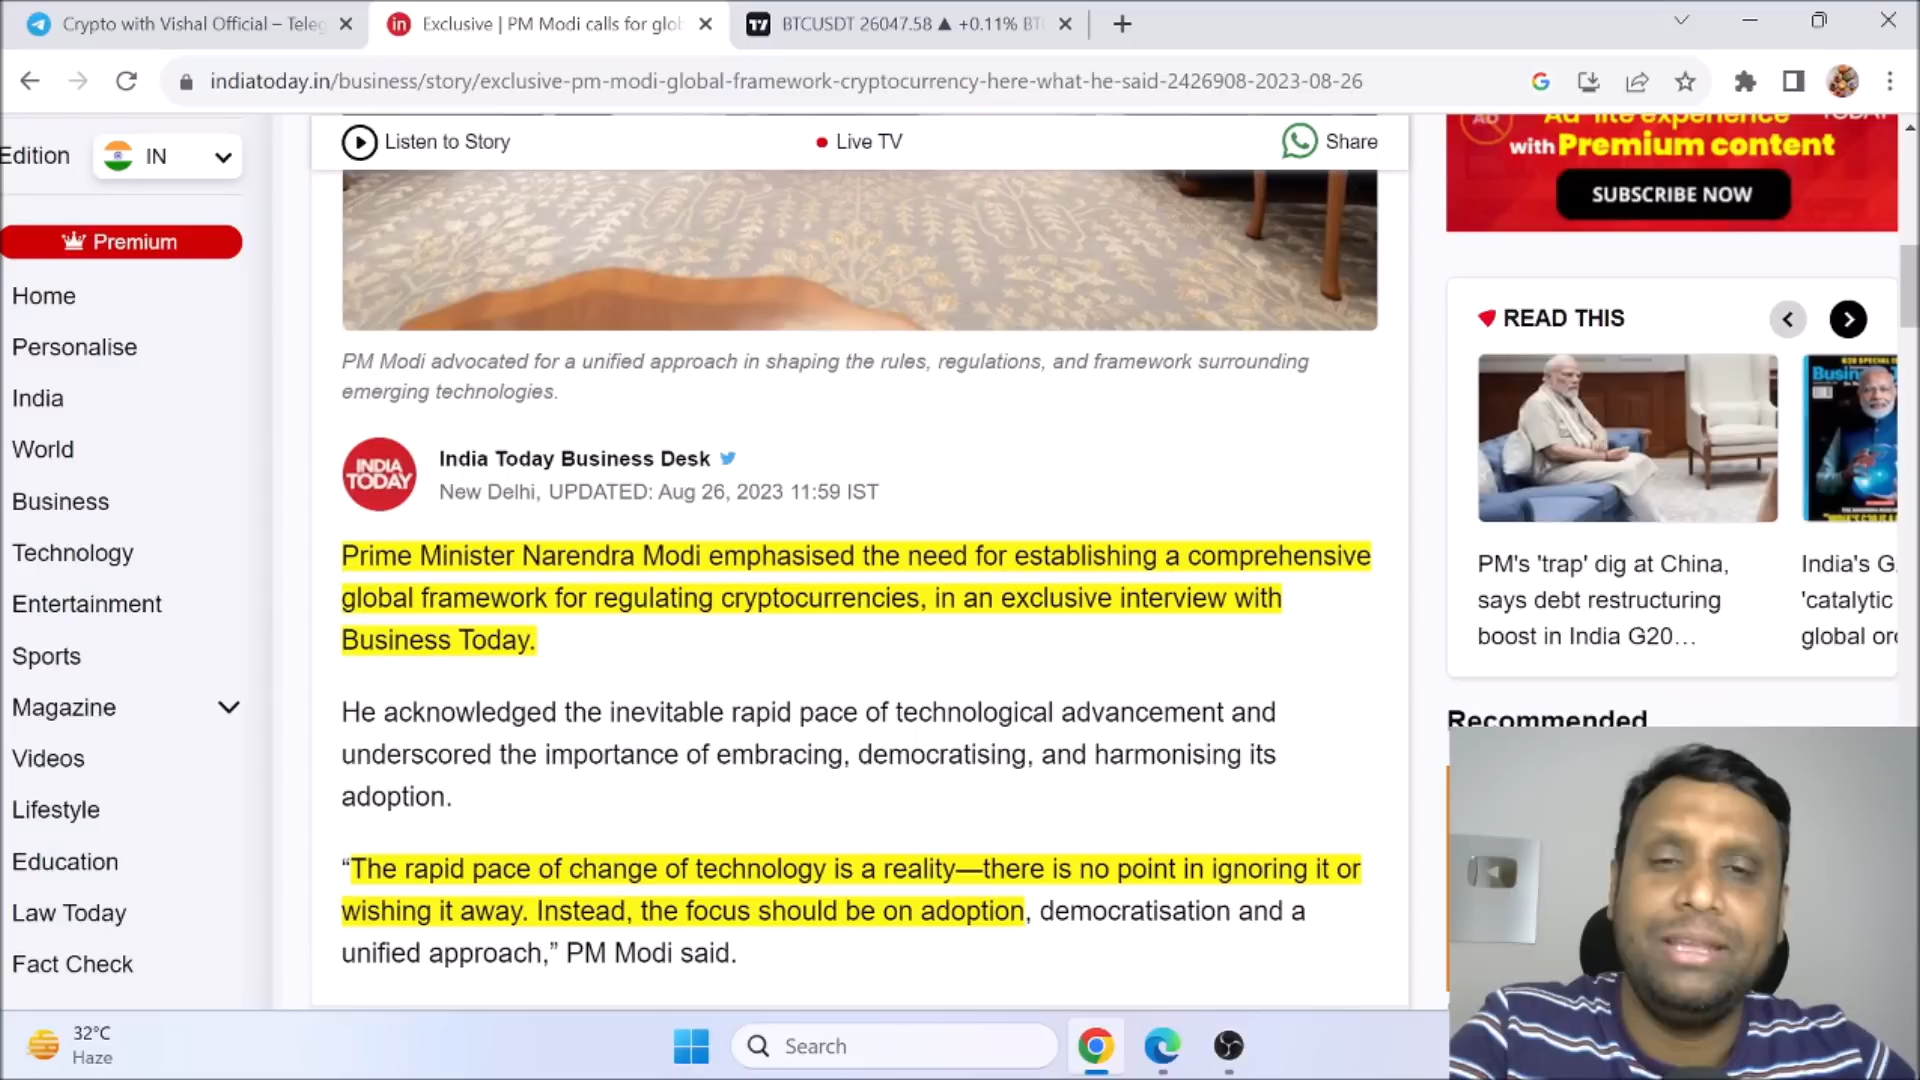 Crypto with Vishal Official – Teleg
Exclusive | PM Modi calls for glob
BTCUSDT 26047.58 ▲ +0.11%
indiatoday.in/business/story/exclusive-pm-modi-global-framework-cryptocurrency-here-what-he-said-2426908-2023-08-26
Edition
IN
Premium
Home
Personalise
India
World
Business
Technology
Entertainment
Sports
Magazine
Videos
Lifestyle
Education
Law Today
Fact Check
Listen to Story
Live TV
Share
PM Modi advocated for a unified approach in shaping the rules, regulations, and framework surrounding
emerging technologies.
INDIA
TODAY
India Today Business Desk
New Delhi, UPDATED: Aug 26, 2023 11:59 IST
Prime Minister Narendra Modi emphasised the need for establishing a comprehensive
global framework for regulating cryptocurrencies, in an exclusive interview with
Business Today.
He acknowledged the inevitable rapid pace of technological advancement and
underscored the importance of embracing, democratising, and harmonising its
adoption.
“The rapid pace of change of technology is a reality—there is no point in ignoring it or
wishing it away. Instead, the focus should be on adoption, democratisation and a
unified approach,” PM Modi said.
AD
Ad lite experience
TODAY
with Premium content
SUBSCRIBE NOW
READ THIS
PM's 'trap' dig at China,
says debt restructuring
boost in India G20...
India's G
'catalytic
global ord
Recommended
32°C
Haze
Search